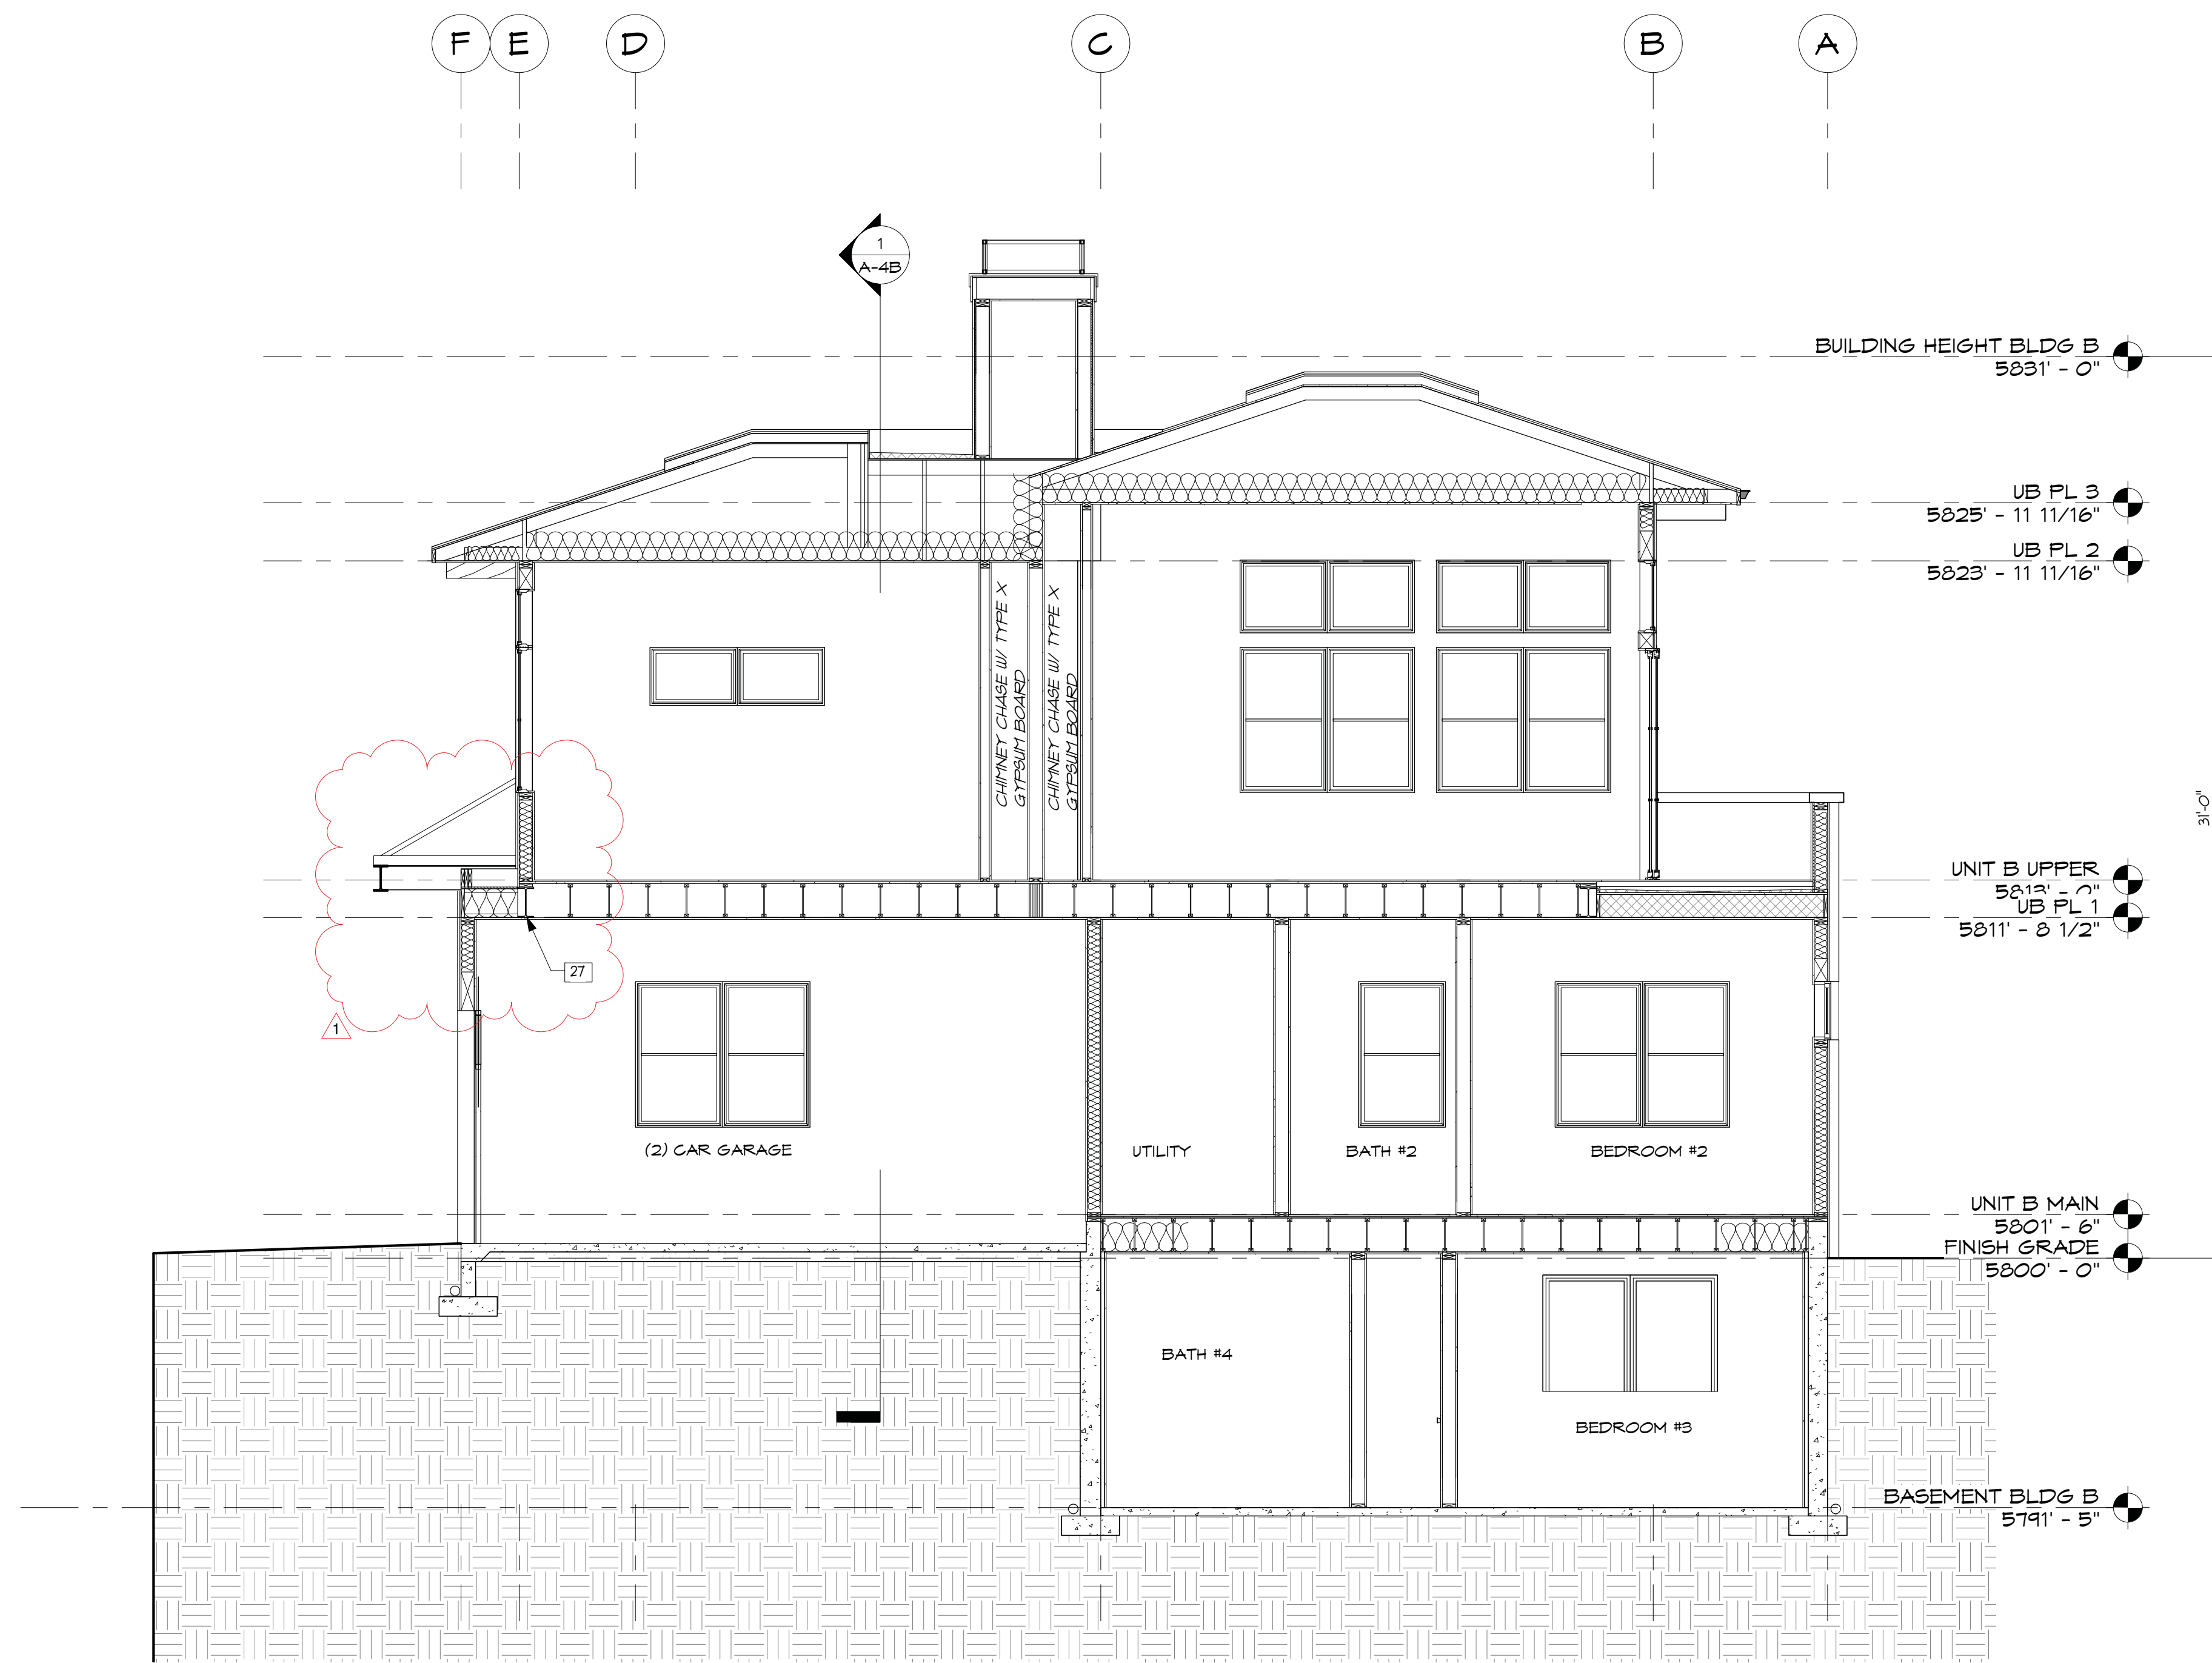 F E D C B A
1
A-4B
BUILDING HEIGHT BLDG B
5831' - 0"
UB PL 3
5825' - 11 11/16"
UB PL 2
5823' - 11 11/16"
CHIMNEY CHASE W/ TYPE X
GYPSUM BOARD
CHIMNEY CHASE W/ TYPE X
GYPSUM BOARD
31'-0"
UNIT B UPPER
5813' - 0"
UB PL 1
5811' - 8 1/2"
27
1
(2) CAR GARAGE
UTILITY
BATH #2
BEDROOM #2
UNIT B MAIN
5801' - 6"
FINISH GRADE
5800' - 0"
BATH #4
BEDROOM #3
BASEMENT BLDG B
5791' - 5"